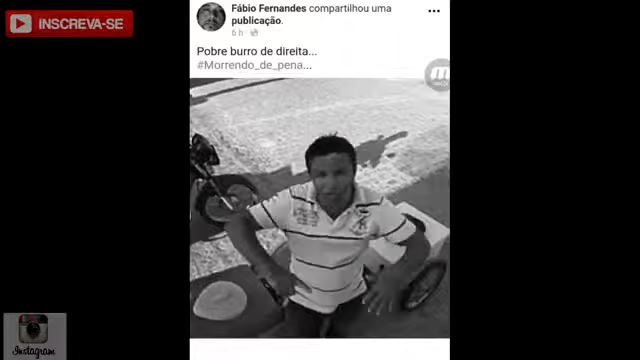 INSCREVA-SE
Fábio Fernandes compartilhou uma
publicação.
6 h
Pobre burro de direita...
#Morrendo_de_pena...
Instagram